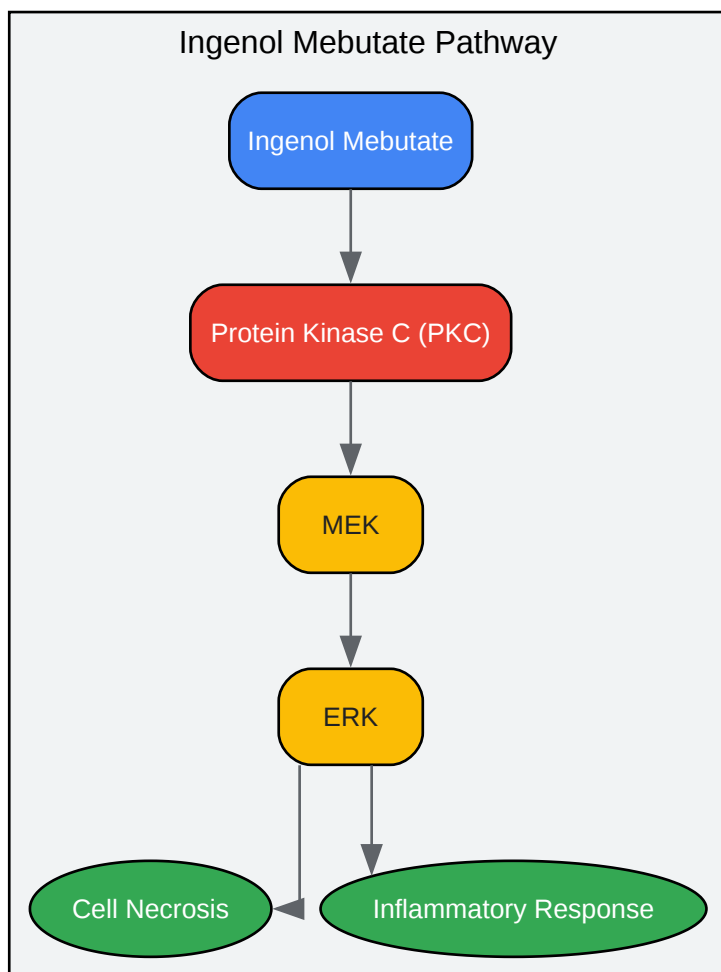 Ingenol Mebutate Pathway
Ingenol Mebutate
Protein Kinase C (PKC)
MEK
ERK
Cell Necrosis
Inflammatory Response